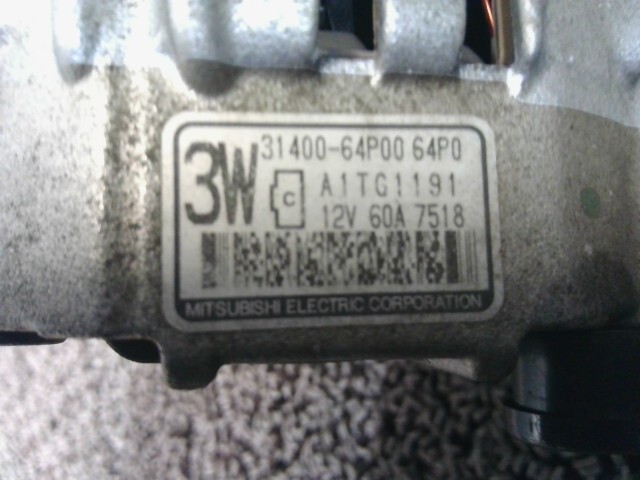 3W
31400-64P00 64P0
C
A1TG1191
12V 60A 7518
MITSUBISHI ELECTRIC CORPORATION